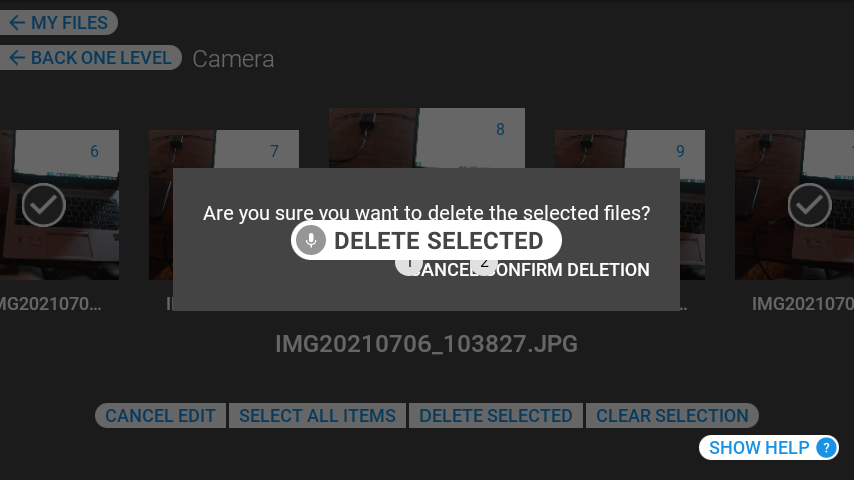 MY FILES
BACK ONE LEVEL Camera
6 7 8 9
Are you sure you want to delete the selected files?
DELETE SELECTED
1 2
CANCEL CONFIRM DELETION
IMG20210706_103827.JPG
CANCEL EDIT SELECT ALL ITEMS DELETE SELECTED CLEAR SELECTION
SHOW HELP ?